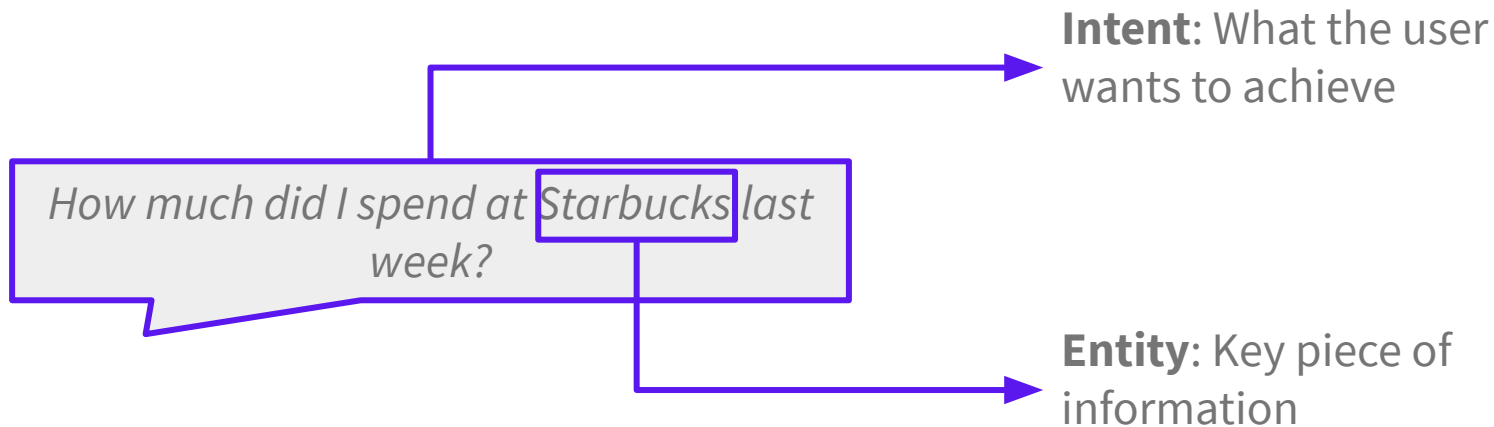 Intent: What the user
wants to achieve
How much did I spend at Starbucks last
week?
Entity: Key piece of
information